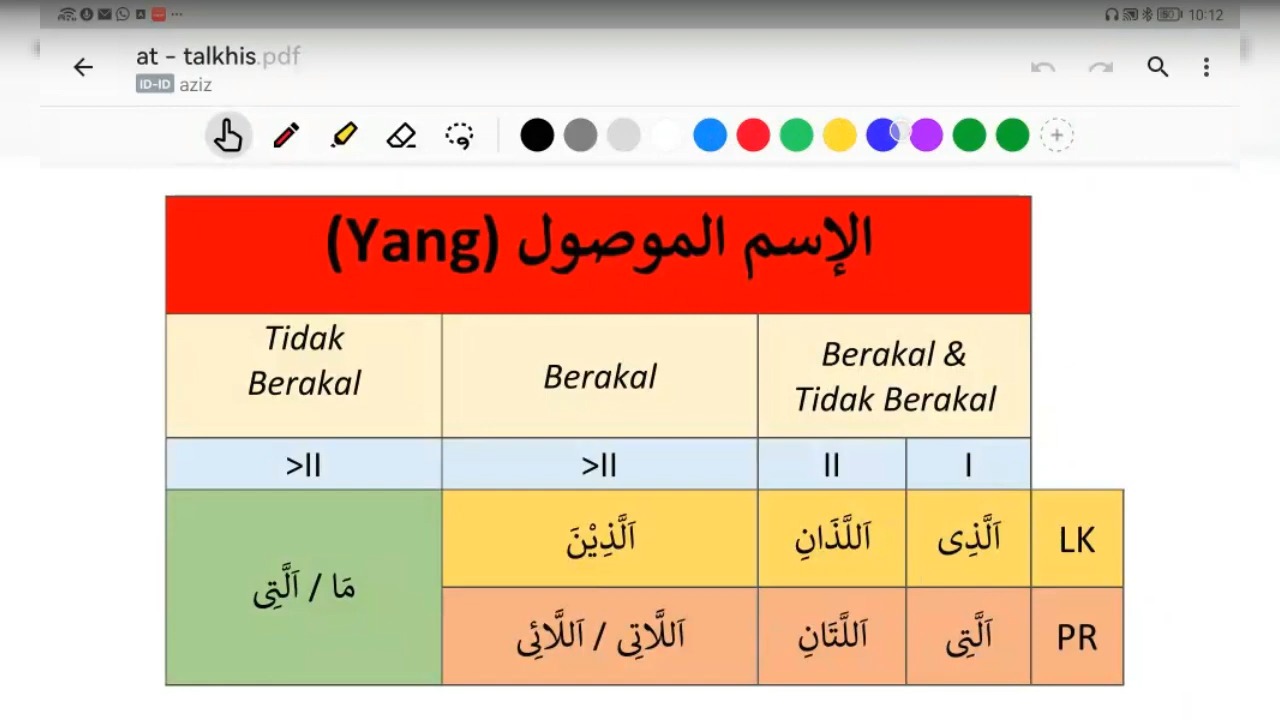 10:12
at - talkhis.pdf
ID-ID aziz
الإسم الموصول (Yang)
Tidak
Berakal
Berakal
Berakal &
Tidak Berakal
>II
>II
II
I
اَلَّذِيْنَ
اَللَّذَانِ
اَلَّذِى
LK
مَا / اَلَّتِى
اَللَّاتِى / اَللَّائِى
اَللَّتَانِ
اَلَّتِى
PR